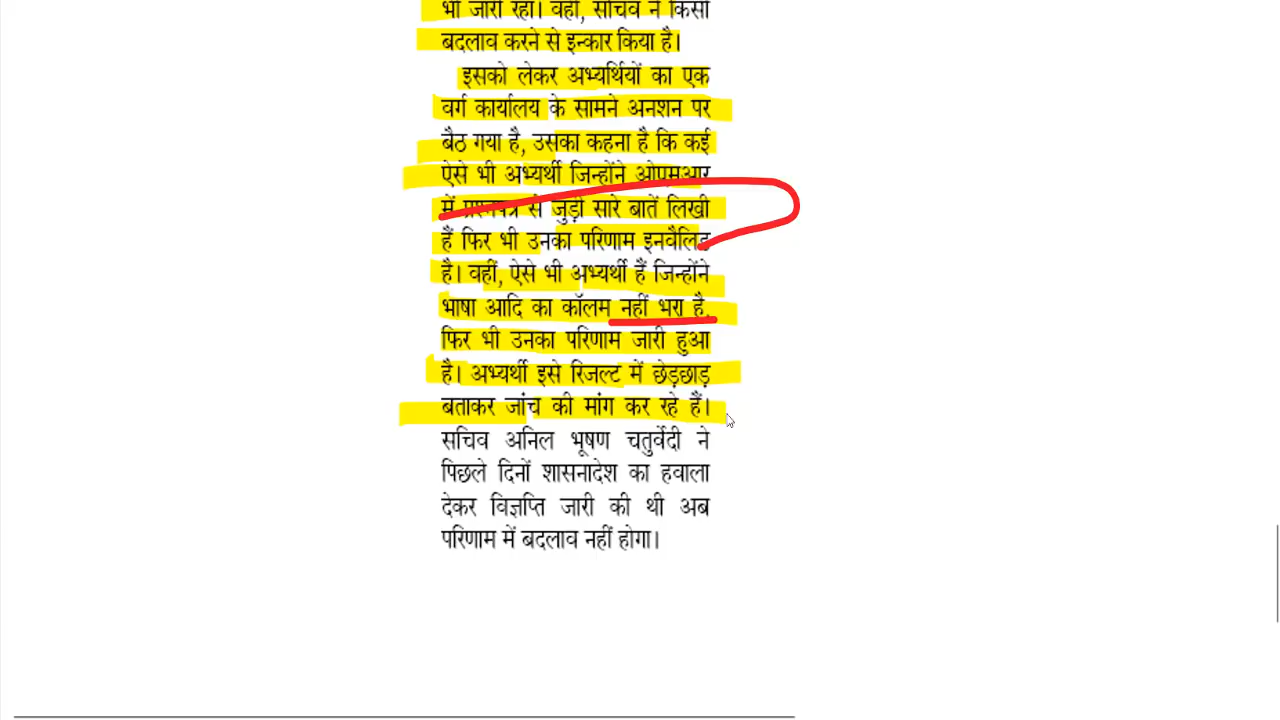 भी जारी रहा। वहीं, सचिव ने किसी
बदलाव करने से इन्कार किया है।
इसको लेकर अभ्यर्थियों का एक
वर्ग कार्यालय के सामने अनशन पर
बैठ गया है, उसका कहना है कि कई
ऐसे भी अभ्यर्थी जिन्होंने ओएमआर
में प्रश्नपत्र से जुड़ी सारे बातें लिखी
हैं फिर भी उनका परिणाम इनवैलिड
है। वहीं, ऐसे भी अभ्यर्थी हैं जिन्होंने
भाषा आदि का कॉलम नहीं भरा है,
फिर भी उनका परिणाम जारी हुआ
है। अभ्यर्थी इसे रिजल्ट में छेड़छाड़
बताकर जांच की मांग कर रहे हैं।
सचिव अनिल भूषण चतुर्वेदी ने
पिछले दिनों शासनादेश का हवाला
देकर विज्ञप्ति जारी की थी अब
परिणाम में बदलाव नहीं होगा।